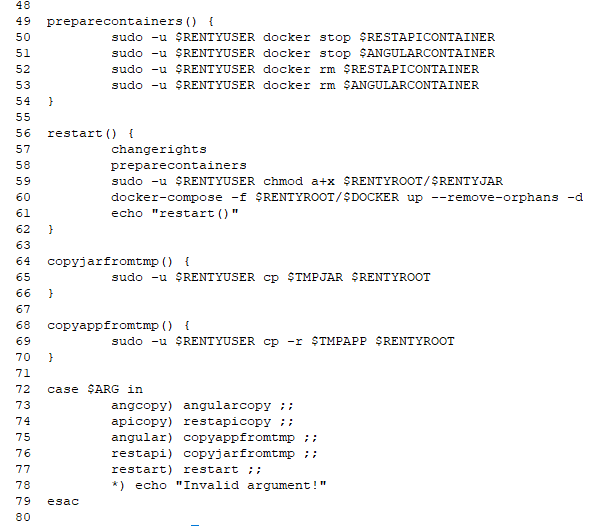 48
49 preparecontainers() {
50         sudo -u $RENTYUSER docker stop $RESTAPICONTAINER
51         sudo -u $RENTYUSER docker stop $ANGULARCONTAINER
52         sudo -u $RENTYUSER docker rm $RESTAPICONTAINER
53         sudo -u $RENTYUSER docker rm $ANGULARCONTAINER
54 }
55
56 restart() {
57         changerights
58         preparecontainers
59         sudo -u $RENTYUSER chmod a+x $RENTYROOT/$RENTYJAR
60         docker-compose -f $RENTYROOT/$DOCKER up --remove-orphans -d
61         echo "restart()"
62 }
63
64 copyjarfromtmp() {
65         sudo -u $RENTYUSER cp $TMPJAR $RENTYROOT
66 }
67
68 copyappfromtmp() {
69         sudo -u $RENTYUSER cp -r $TMPAPP $RENTYROOT
70 }
71
72 case $ARG in
73         angcopy) angularcopy ;;
74         apicopy) restapicopy ;;
75         angular) copyappfromtmp ;;
76         restapi) copyjarfromtmp ;;
77         restart) restart ;;
78         *) echo "Invalid argument!"
79 esac
80